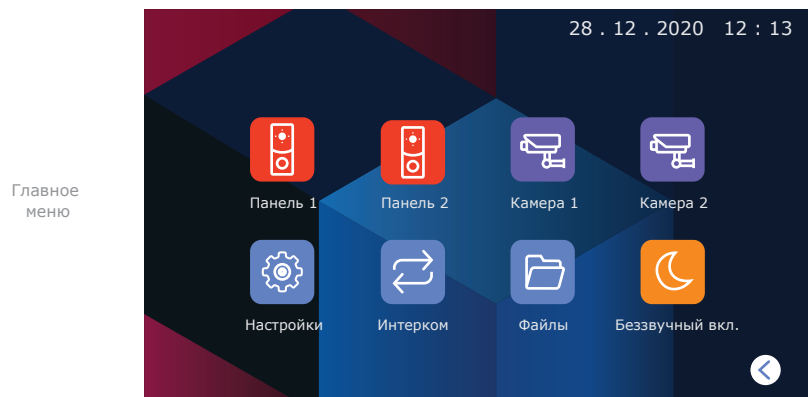 28 . 12 . 2020 12 : 13
Панель 1 Панель 2 Камера 1 Камера 2
Главное
меню
Настройки Интерком Файлы Беззвучный вкл.